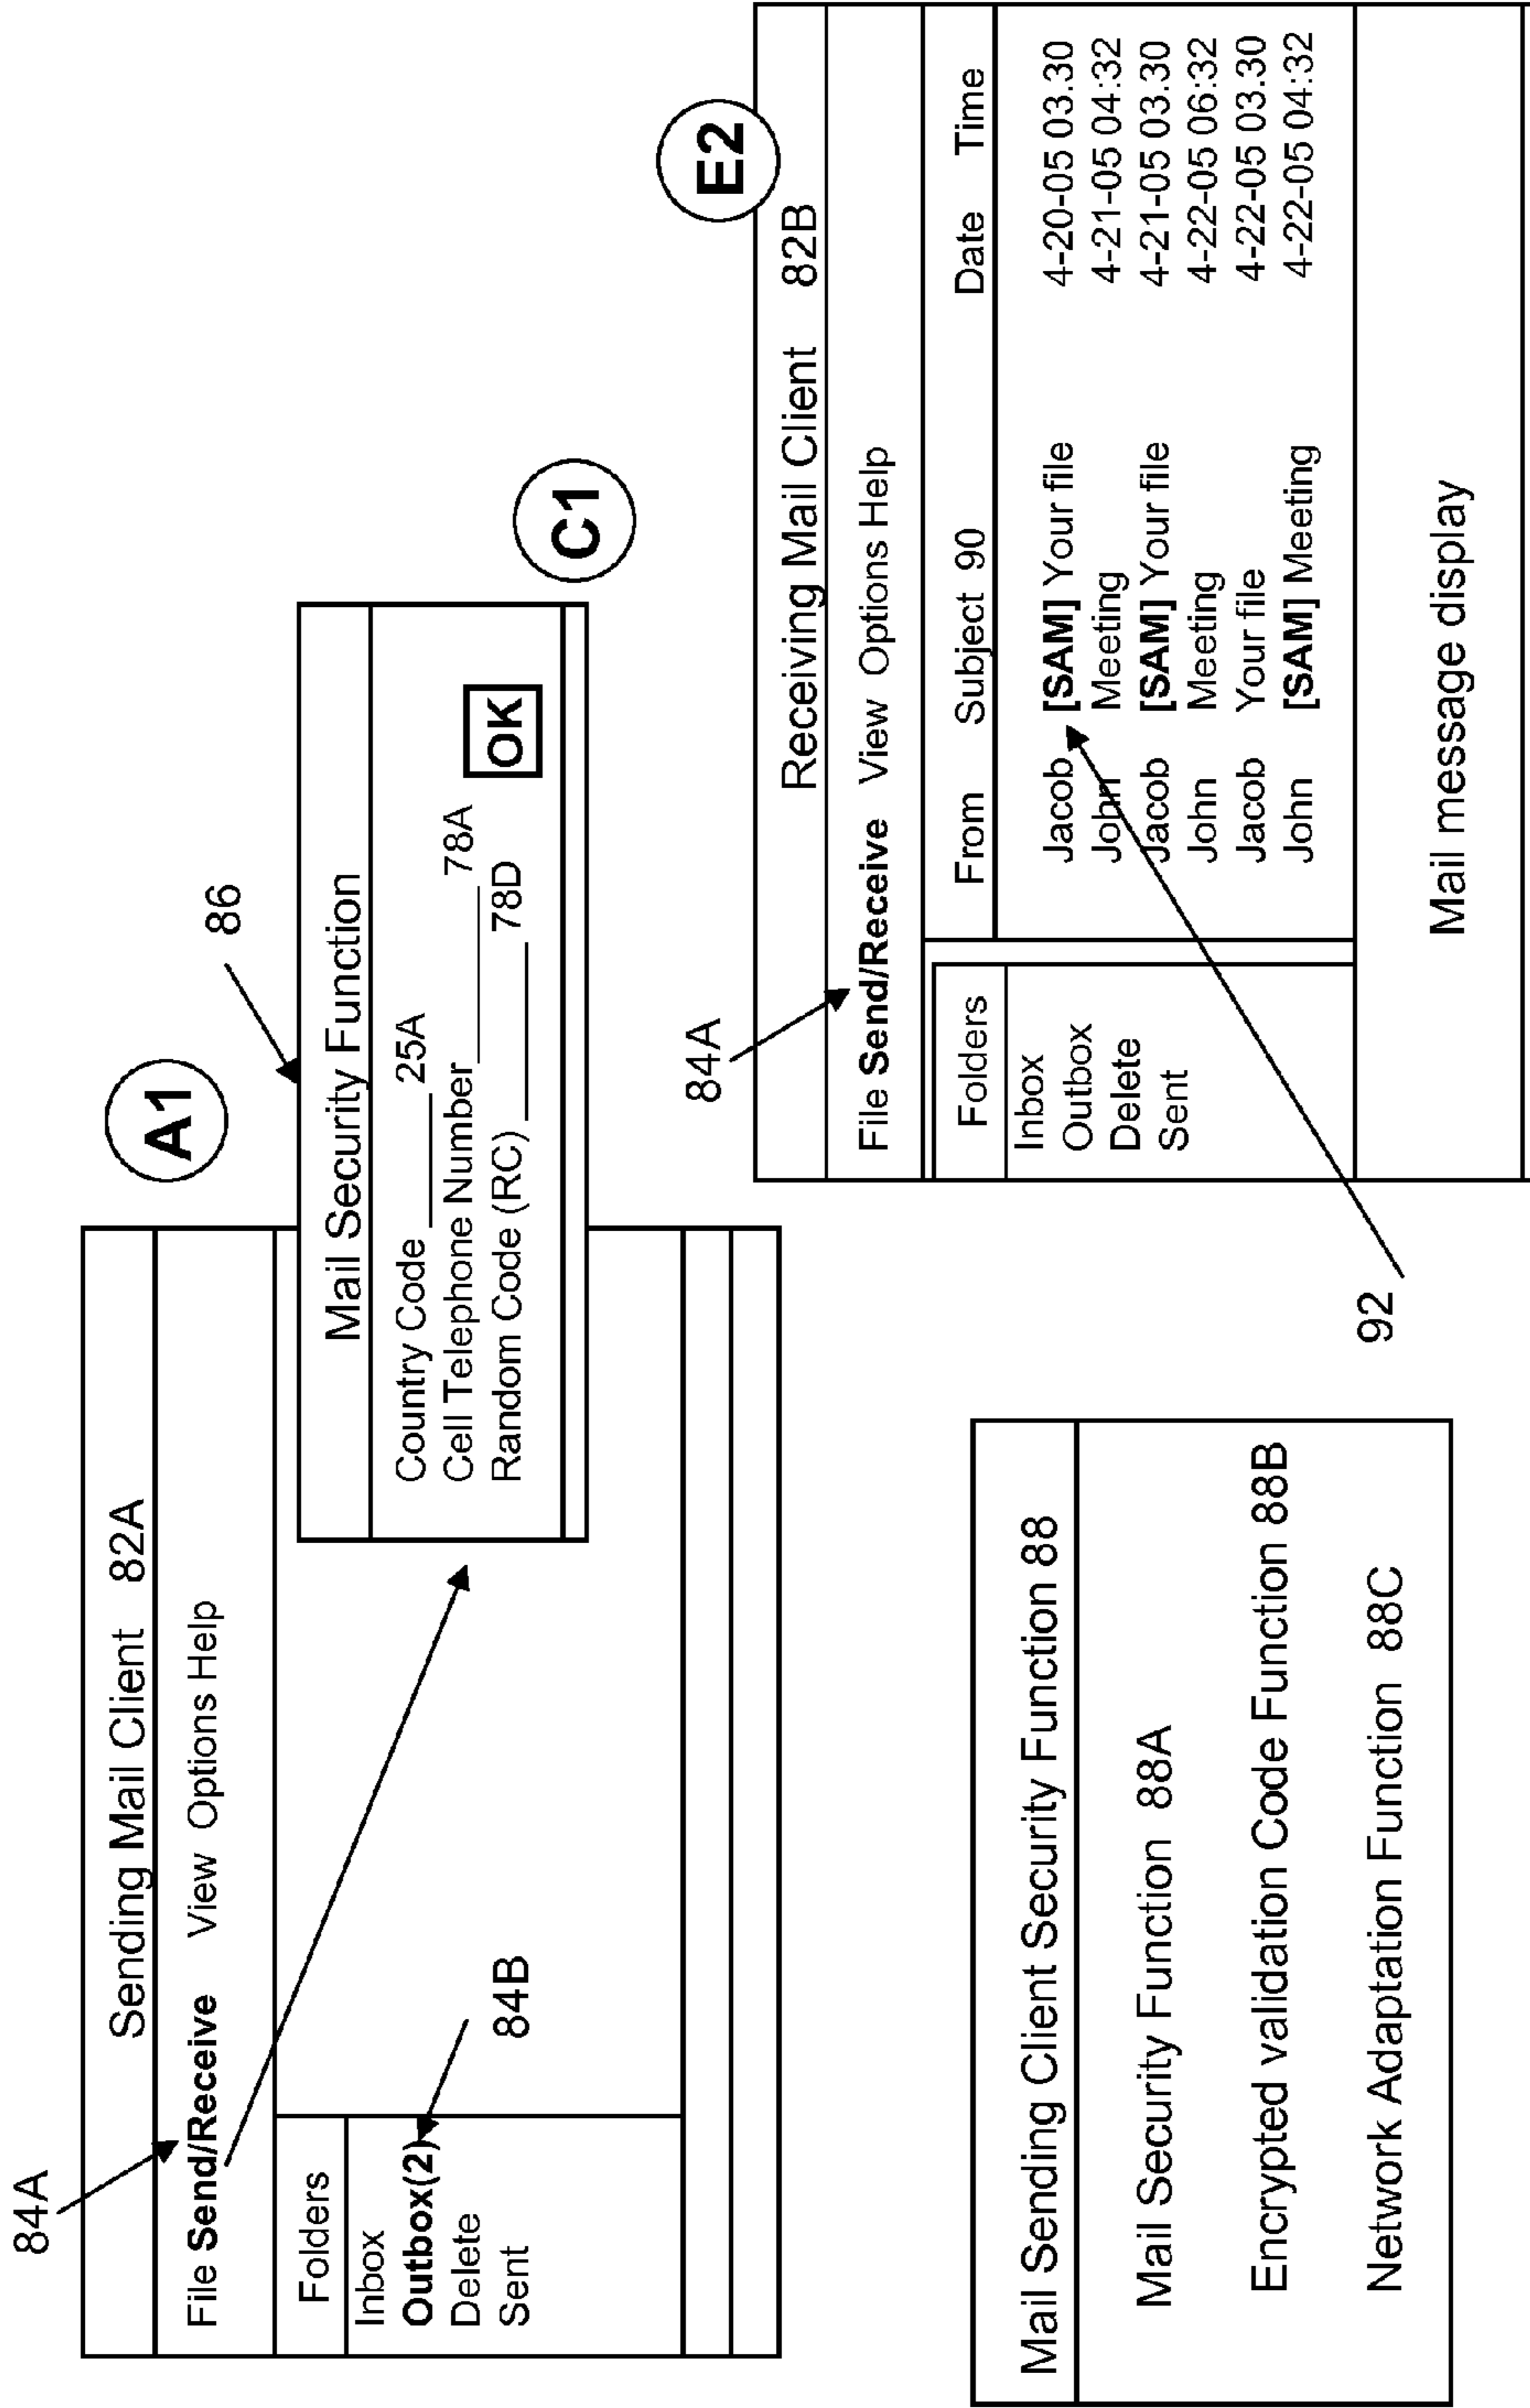 84A
Sending Mail Client 82A
File Send/Receive View Options Help
Folders
Inbox
Outbox(2)
Delete
Sent
84B
A1
86
Mail Security Function
Country Code ____ 25A
Cell Telephone Number________ 78A
Random Code (RC)________ 78D
OK
C1
Mail Sending Client Security Function 88
Mail Security Function 88A
Encrypted validation Code Function 88B
Network Adaptation Function 88C
E2
84A
Receiving Mail Client 82B
File Send/Receive View Options Help
Folders
Inbox
Outbox
Delete
Sent
From Subject 90 Date Time
Jacob [SAM] Your file 4-20-05 03.30
John Meeting 4-21-05 04:32
Jacob [SAM] Your file 4-21-05 03.30
John Meeting 4-22-05 06:32
Jacob Your file 4-22-05 03.30
John [SAM] Meeting 4-22-05 04:32
Mail message display
92